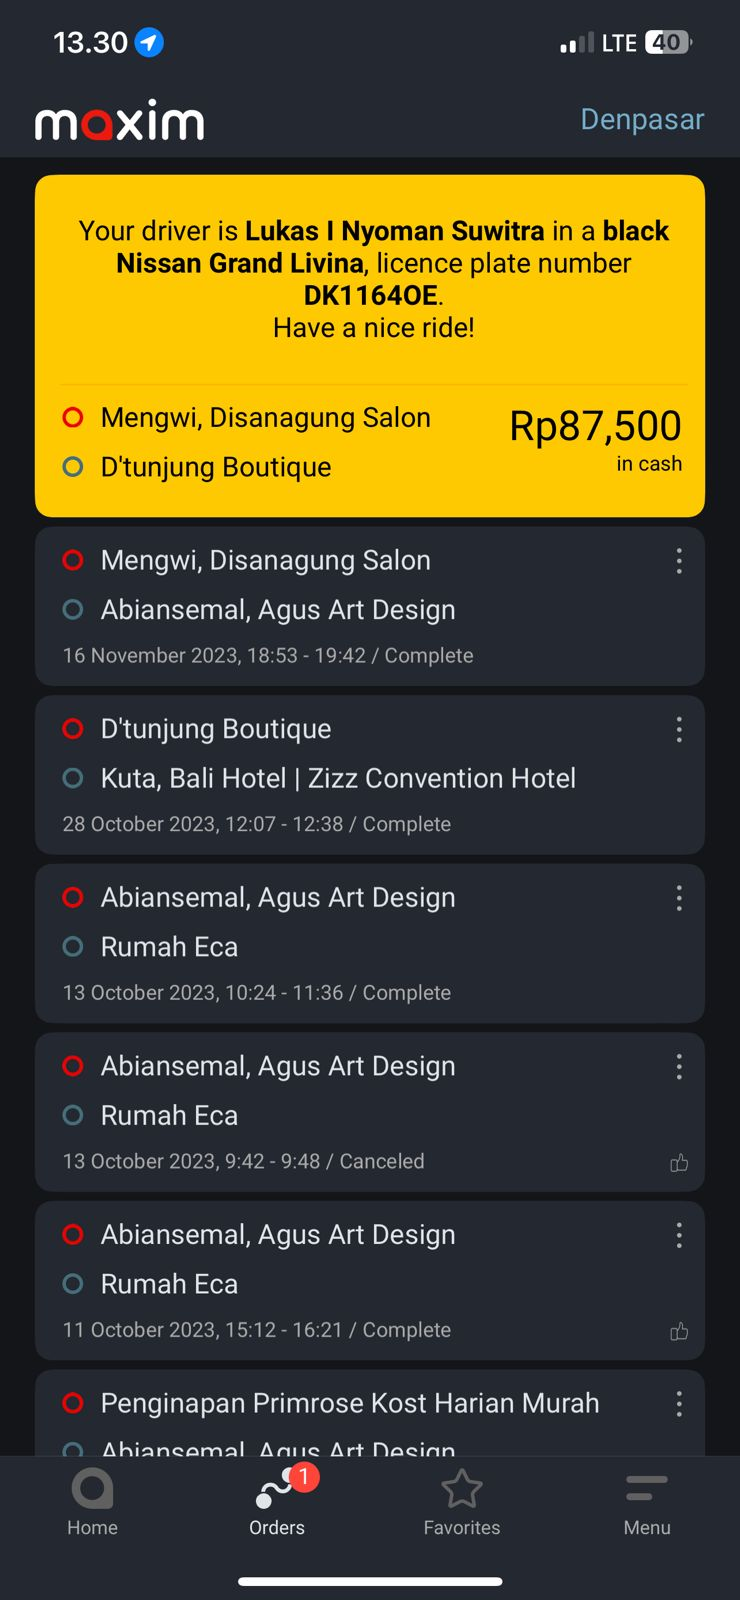 13.30
LTE 40
maxim
Denpasar
Your driver is Lukas I Nyoman Suwitra in a black
Nissan Grand Livina, licence plate number
DK1164OE.
Have a nice ride!
Mengwi, Disanagung Salon
Rp87,500
D'tunjung Boutique
in cash
Mengwi, Disanagung Salon
Abiansemal, Agus Art Design
16 November 2023, 18:53 - 19:42 / Complete
D'tunjung Boutique
Kuta, Bali Hotel | Zizz Convention Hotel
28 October 2023, 12:07 - 12:38 / Complete
Abiansemal, Agus Art Design
Rumah Eca
13 October 2023, 10:24 - 11:36 / Complete
Abiansemal, Agus Art Design
Rumah Eca
13 October 2023, 9:42 - 9:48 / Canceled
Abiansemal, Agus Art Design
Rumah Eca
11 October 2023, 15:12 - 16:21 / Complete
Penginapan Primrose Kost Harian Murah
Abiansemal, Agus Art Design
1
Home
Orders
Favorites
Menu